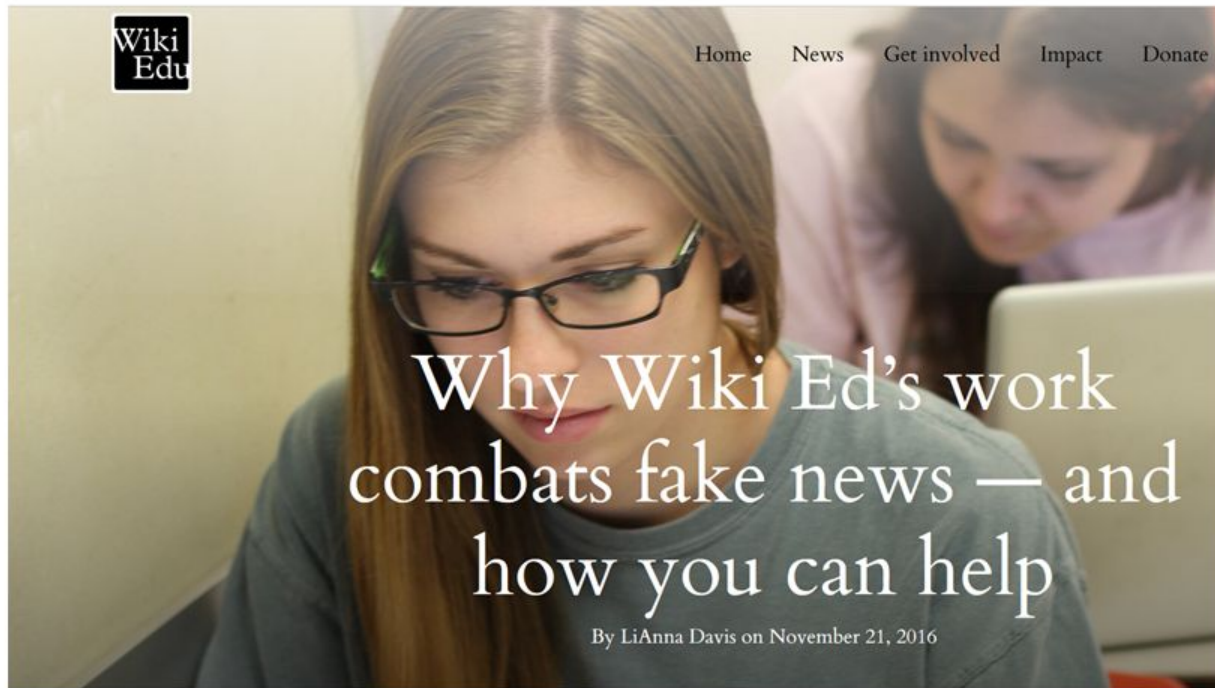 Wiki
Edu
Home News Get involved Impact Donate
Why Wiki Ed’s work
combats fake news — and
how you can help
By LiAnna Davis on November 21, 2016